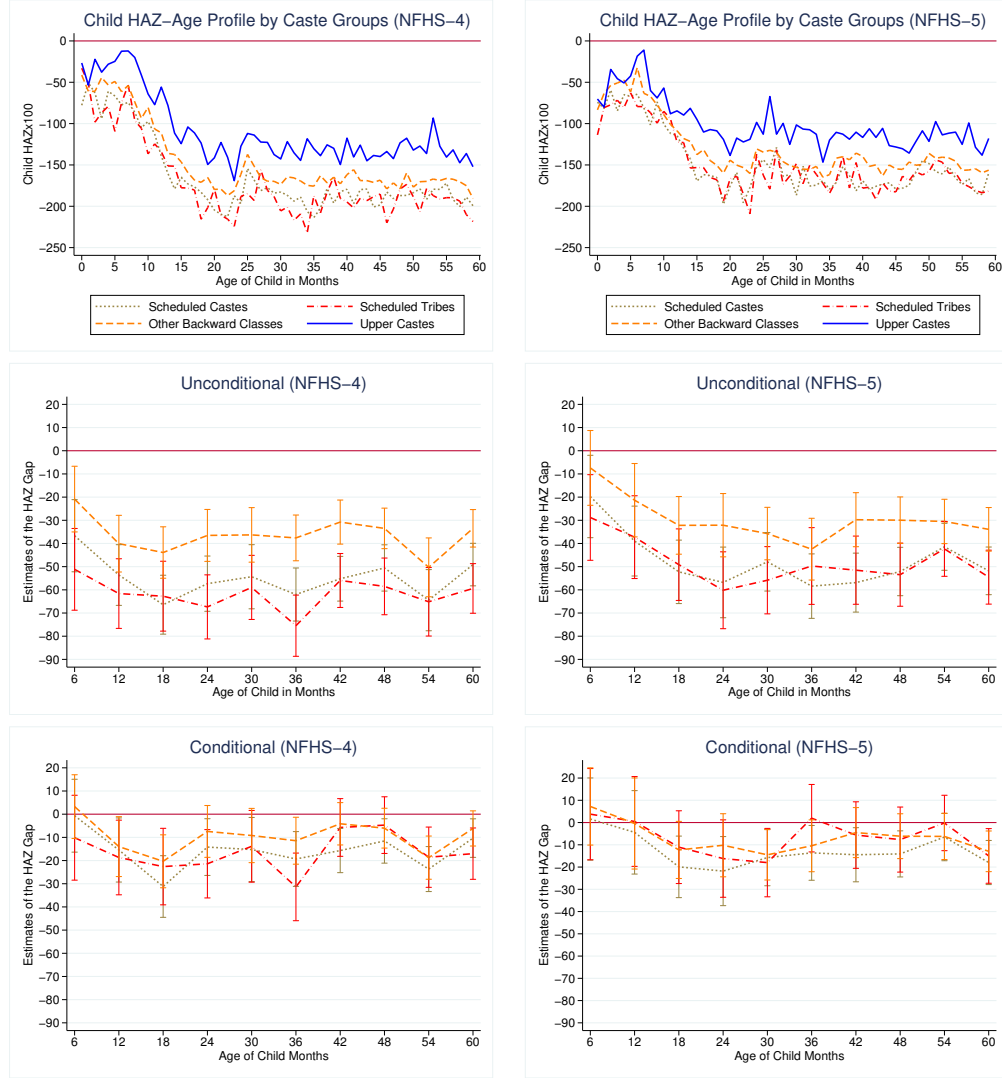 Child HAZ−Age Profile by Caste Groups (NFHS−4)
Child HAZx100
0
−50
−100
−150
−200
−250
0 5 10 15 20 25 30 35 40 45 50 55 60
Age of Child in Months
Scheduled Castes Scheduled Tribes
Other Backward Classes Upper Castes
Child HAZ−Age Profile by Caste Groups (NFHS−5)
Child HAZx100
0
−50
−100
−150
−200
−250
0 5 10 15 20 25 30 35 40 45 50 55 60
Age of Child in Months
Scheduled Castes Scheduled Tribes
Other Backward Classes Upper Castes
Unconditional (NFHS−4)
Estimates of the HAZ Gap
20
10
0
−10
−20
−30
−40
−50
−60
−70
−80
−90
6 12 18 24 30 36 42 48 54 60
Age of Child in Months
Unconditional (NFHS−5)
Estimates of the HAZ Gap
20
10
0
−10
−20
−30
−40
−50
−60
−70
−80
−90
6 12 18 24 30 36 42 48 54 60
Age of Child in Months
Conditional (NFHS−4)
Estimates of the HAZ Gap
20
10
0
−10
−20
−30
−40
−50
−60
−70
−80
−90
6 12 18 24 30 36 42 48 54 60
Age of Child Months
Conditional (NFHS−5)
Estimates of the HAZ Gap
20
10
0
−10
−20
−30
−40
−50
−60
−70
−80
−90
6 12 18 24 30 36 42 48 54 60
Age of Child Months